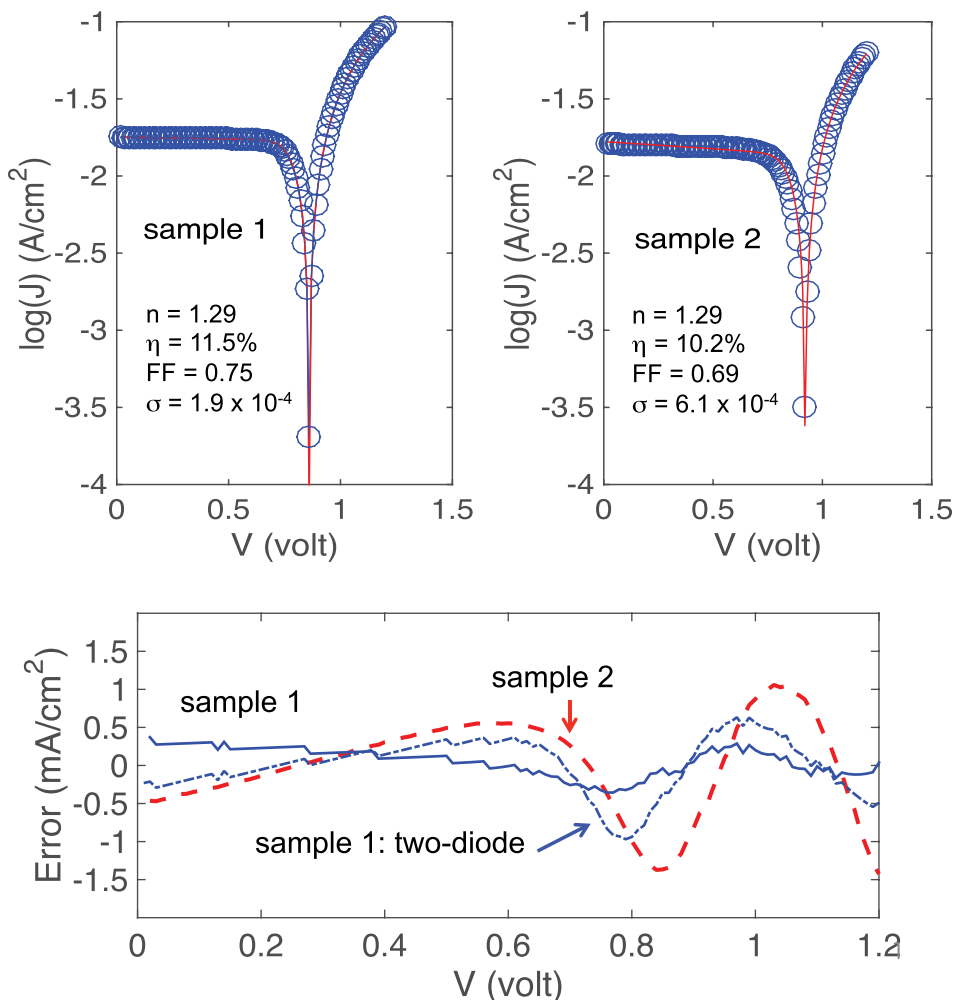 -1
-1.5
-2
-2.5
-3
-3.5
-4
log(J) (A/cm²)
sample 1
n = 1.29
η = 11.5%
FF = 0.75
σ = 1.9 x 10⁻⁴
0
0.5
1
1.5
V (volt)
-1
-1.5
-2
-2.5
-3
-3.5
-4
log(J) (A/cm²)
sample 2
n = 1.29
η = 10.2%
FF = 0.69
σ = 6.1 x 10⁻⁴
0
0.5
1
1.5
V (volt)
1.5
1
0.5
0
-0.5
-1
-1.5
Error (mA/cm²)
sample 1
sample 2
sample 1: two-diode
0
0.2
0.4
0.6
0.8
1
1.2
V (volt)